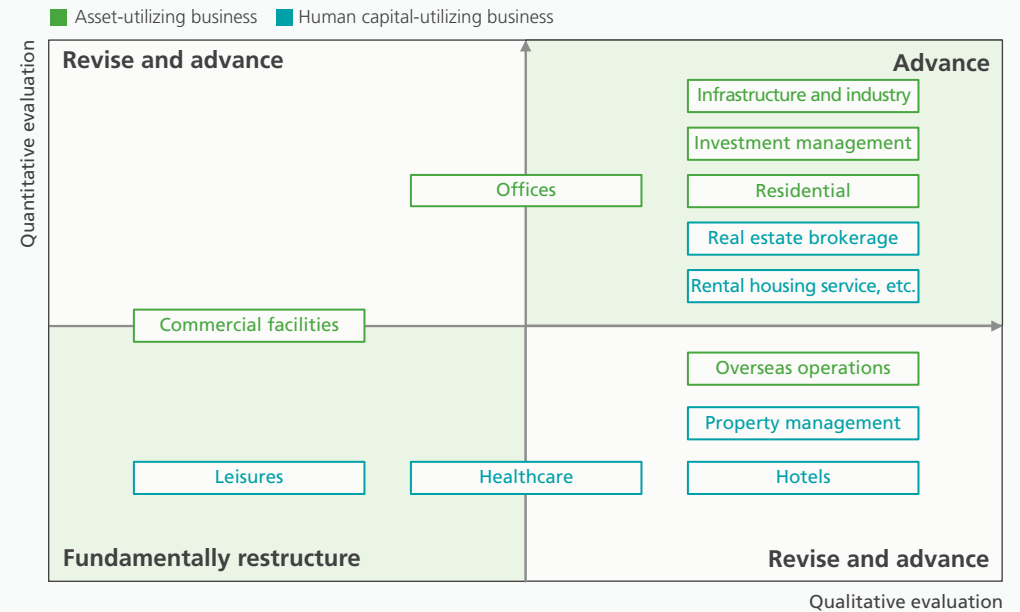 Asset-utilizing business
Human capital-utilizing business
Quantitative evaluation
Revise and advance
Advance
Infrastructure and industry
Investment management
Offices
Residential
Real estate brokerage
Rental housing service, etc.
Commercial facilities
Overseas operations
Property management
Leisures
Healthcare
Hotels
Fundamentally restructure
Revise and advance
Qualitative evaluation